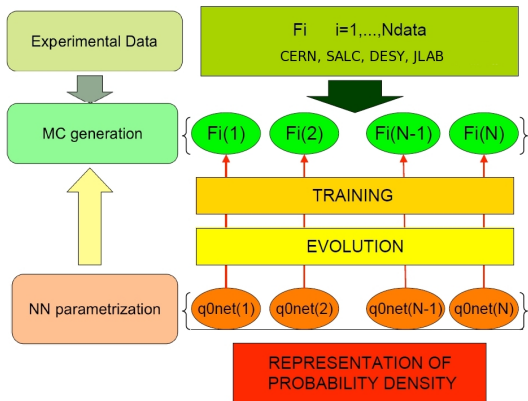 Experimental Data
Fi i=1,...,Ndata
CERN, SALC, DESY, JLAB
MC generation
Fi(1) Fi(2) Fi(N-1) Fi(N)
TRAINING
EVOLUTION
NN parametrization
q0net(1) q0net(2) q0net(N-1) q0net(N)
REPRESENTATION OF
PROBABILITY DENSITY